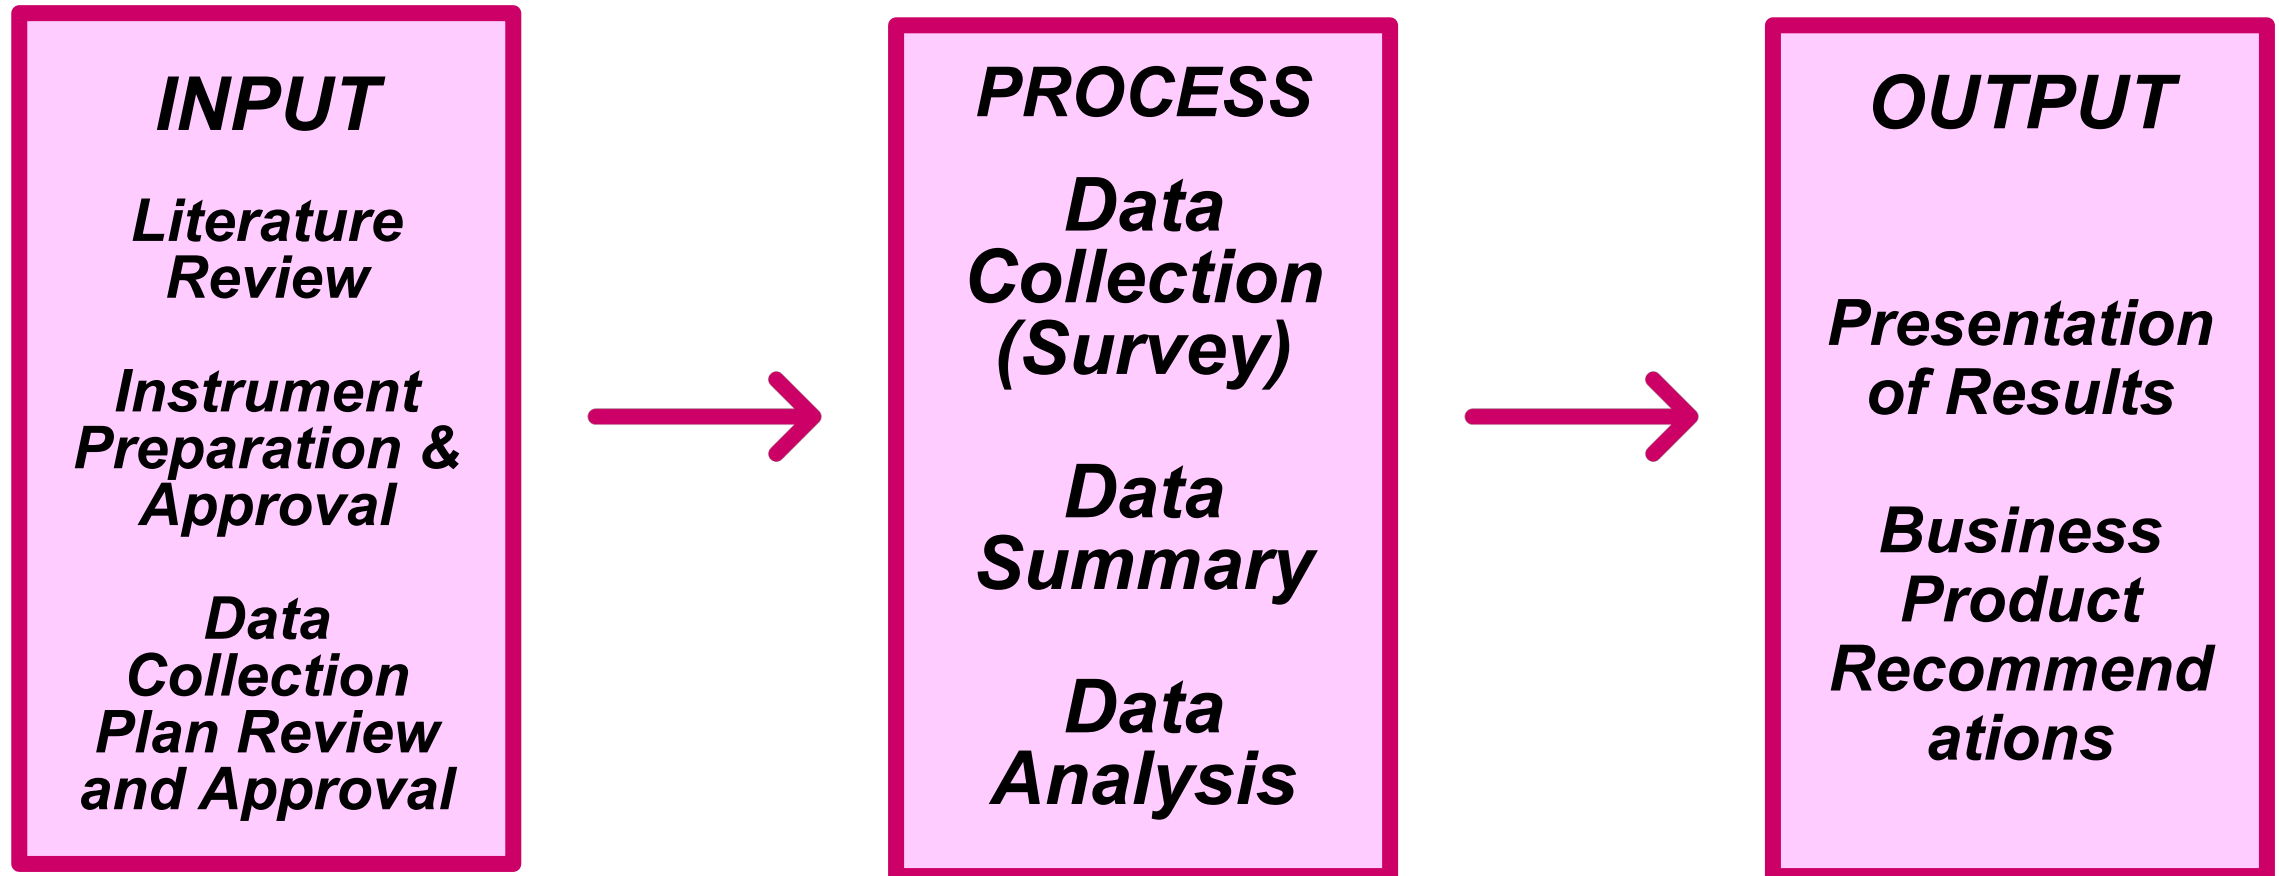 INPUT
Literature
Review
Instrument
Preparation &
Approval
Data
Collection
Plan Review
and Approval
PROCESS
Data
Collection
(Survey)
Data
Summary
Data
Analysis
OUTPUT
Presentation
of Results
Business
Product
Recommend
ations